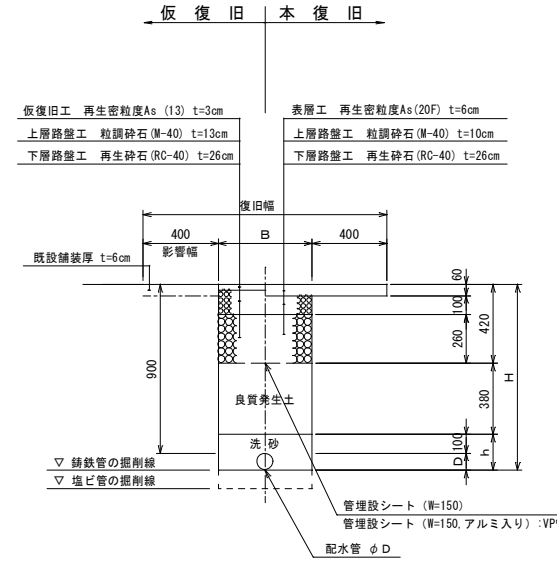 仮 復 旧 本 復 旧
仮復旧工 再生密粒度As (13) t=3cm
上層路盤工 粒調砕石(M-40) t=13cm
下層路盤工 再生砕石(RC-40) t=26cm
表層工 再生密粒度As(20F) t=6cm
上層路盤工 粒調砕石(M-40) t=10cm
下層路盤工 再生砕石(RC-40) t=26cm
復旧幅
400 B 400
影響幅
既設舗装厚 t=6cm
60
100
260
420
900
H
良質発生土
380
洗 砂
100
D
h
▽ 鋳鉄管の掘削線
▽ 塩ビ管の掘削線
管埋設シート (W=150)
管埋設シート (W=150,アルミ入り) :VP
配水管 φD